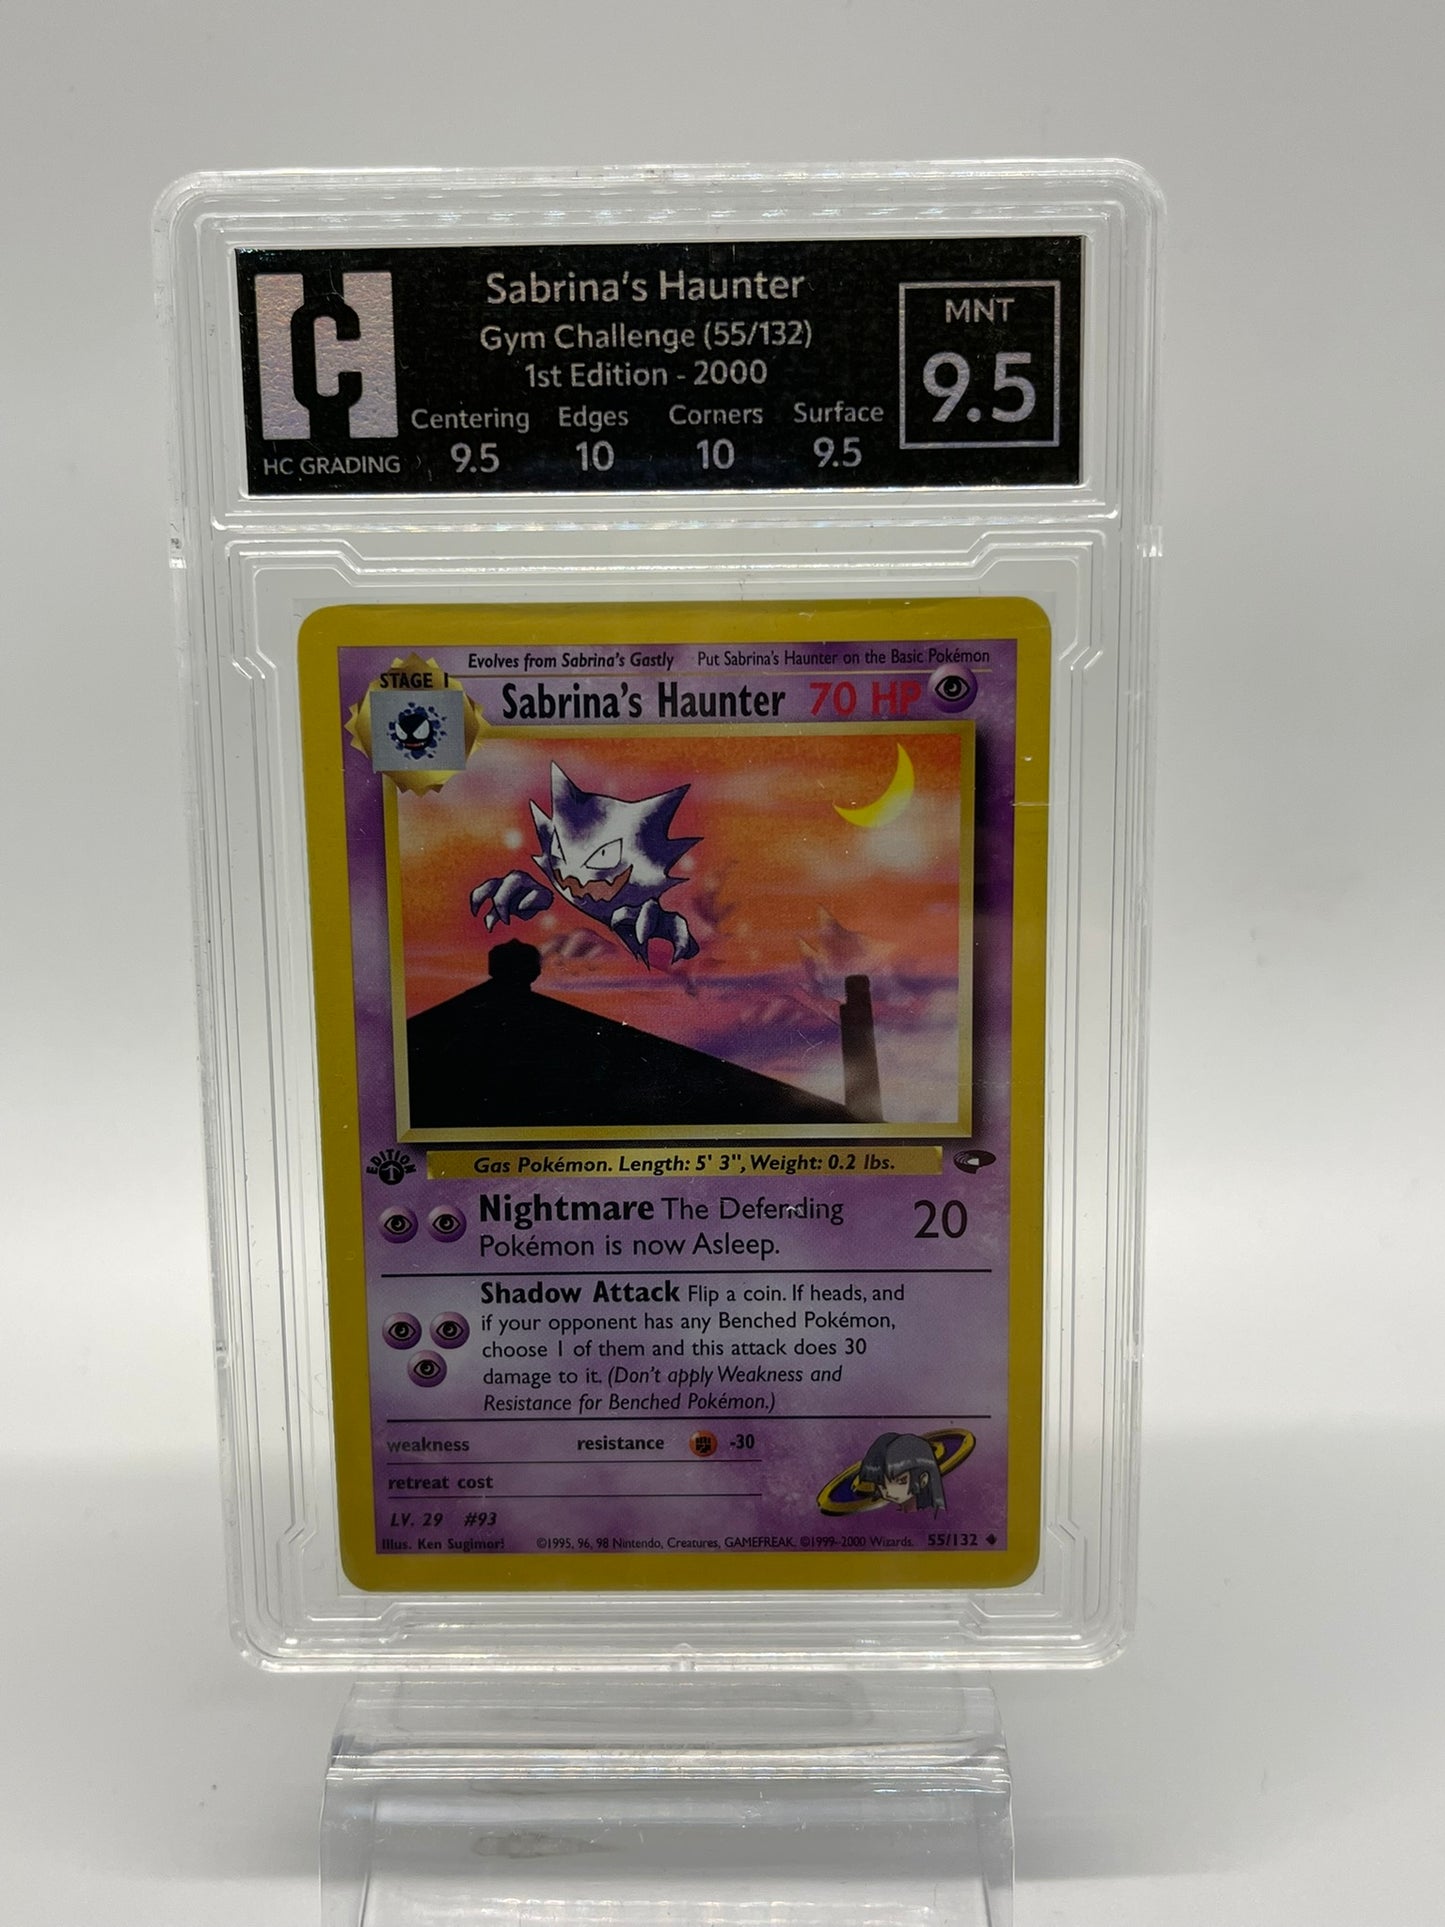 Sabrina's Haunter
Gym Challenge (55/132)
1st Edition - 2000
Centering Edges Corners Surface
9.5 10 10 9.5
HC GRADING
MNT
9.5
Evolves from Sabrina's Gastly Put Sabrina's Haunter on the Basic Pokémon
STAGE 1
Sabrina's Haunter 70 HP
EDITION
1
Gas Pokémon. Length: 5' 3", Weight: 0.2 lbs.
Nightmare The Defending 20
Pokémon is now Asleep.
Shadow Attack Flip a coin. If heads, and
if your opponent has any Benched Pokémon,
choose 1 of them and this attack does 30
damage to it. (Don't apply Weakness and
Resistance for Benched Pokémon.)
weakness resistance -30
retreat cost
LV. 29 #93
Illus. Ken Sugimori ©1995, 96, 98 Nintendo, Creatures, GAMEFREAK. ©1999-2000 Wizards. 55/132